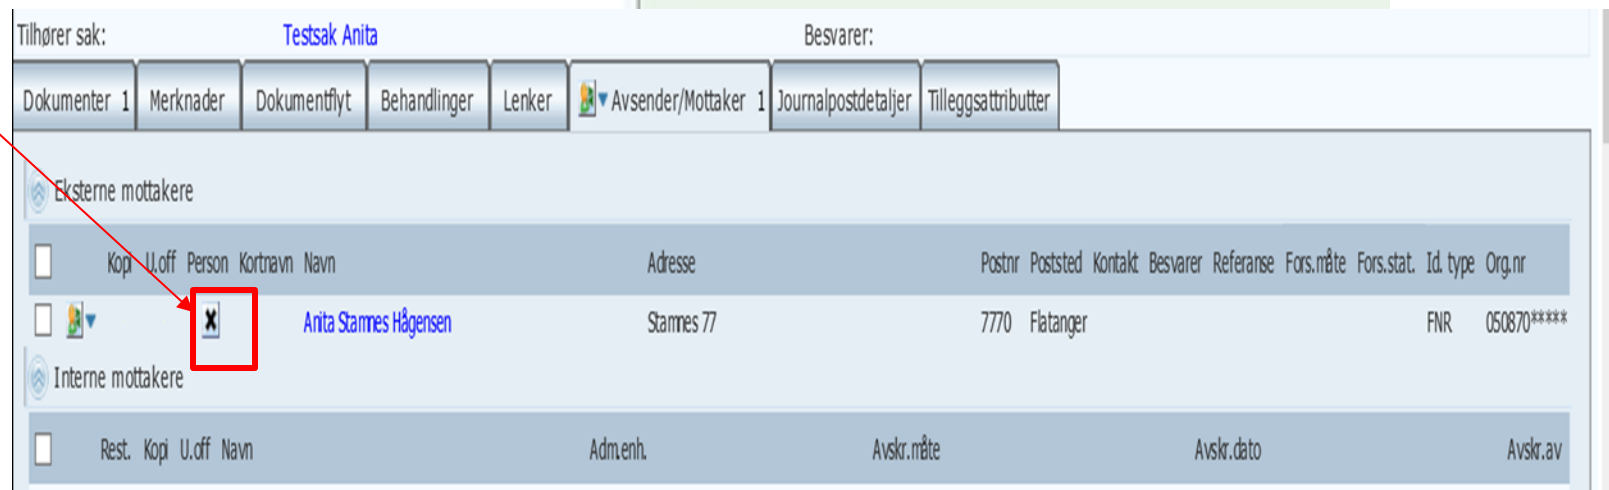 Tilhører sak: Testsak Anita Besvarer:
Dokumenter 1 Merknader Dokumentflyt Behandlinger Lenker Avsender/Mottaker 1 Journalpostdetaljer Tilleggsattributter
Eksterne mottakere
Kopi U.off Person Kortnavn Navn Adresse Postnr Poststed Kontakt Besvarer Referanse Fors.måte Fors.stat. Id. type Org.nr
Anita Stamnes Hågensen Stamnes 77 7770 Flatanger FNR 050870*****
Interne mottakere
Rest. Kopi U.off Navn Adm.enh. Avskr.måte Avskr.dato Avskr.av